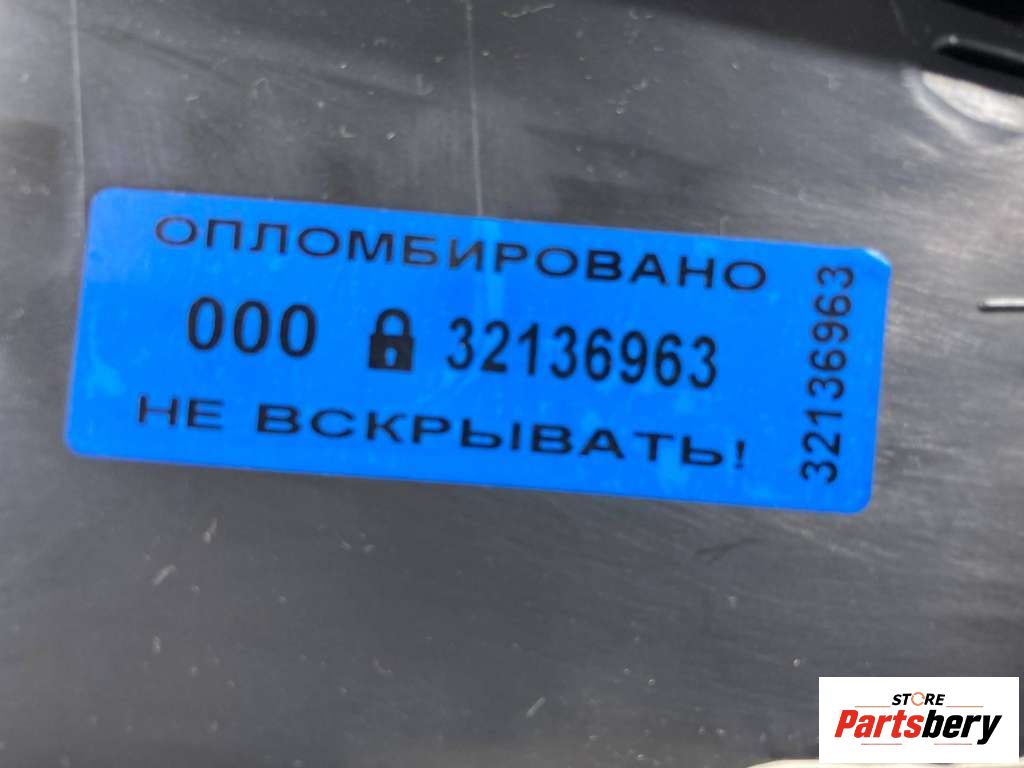 ОПЛОМБИРОВАНО
000 32136963
НЕ ВСКРЫВАТЬ!
32136963
STORE
Partsbery